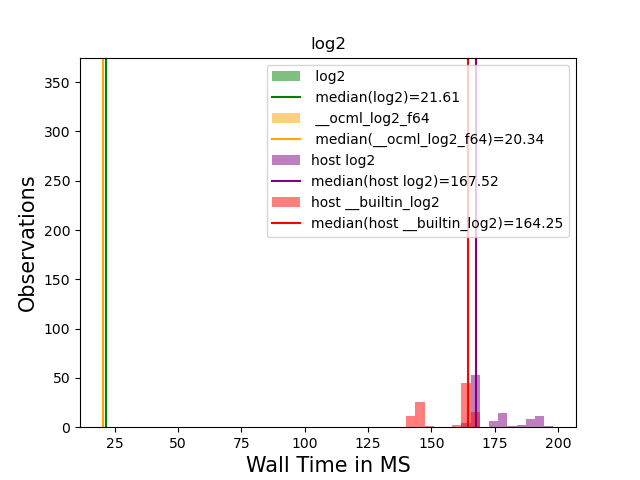 log2
350
300
250
200
150
100
50
0
Observations
log2
median(log2)=21.61
__ocml_log2_f64
median(__ocml_log2_f64)=20.34
host log2
median(host log2)=167.52
host __builtin_log2
median(host __builtin_log2)=164.25
25 50 75 100 125 150 175 200
Wall Time in MS